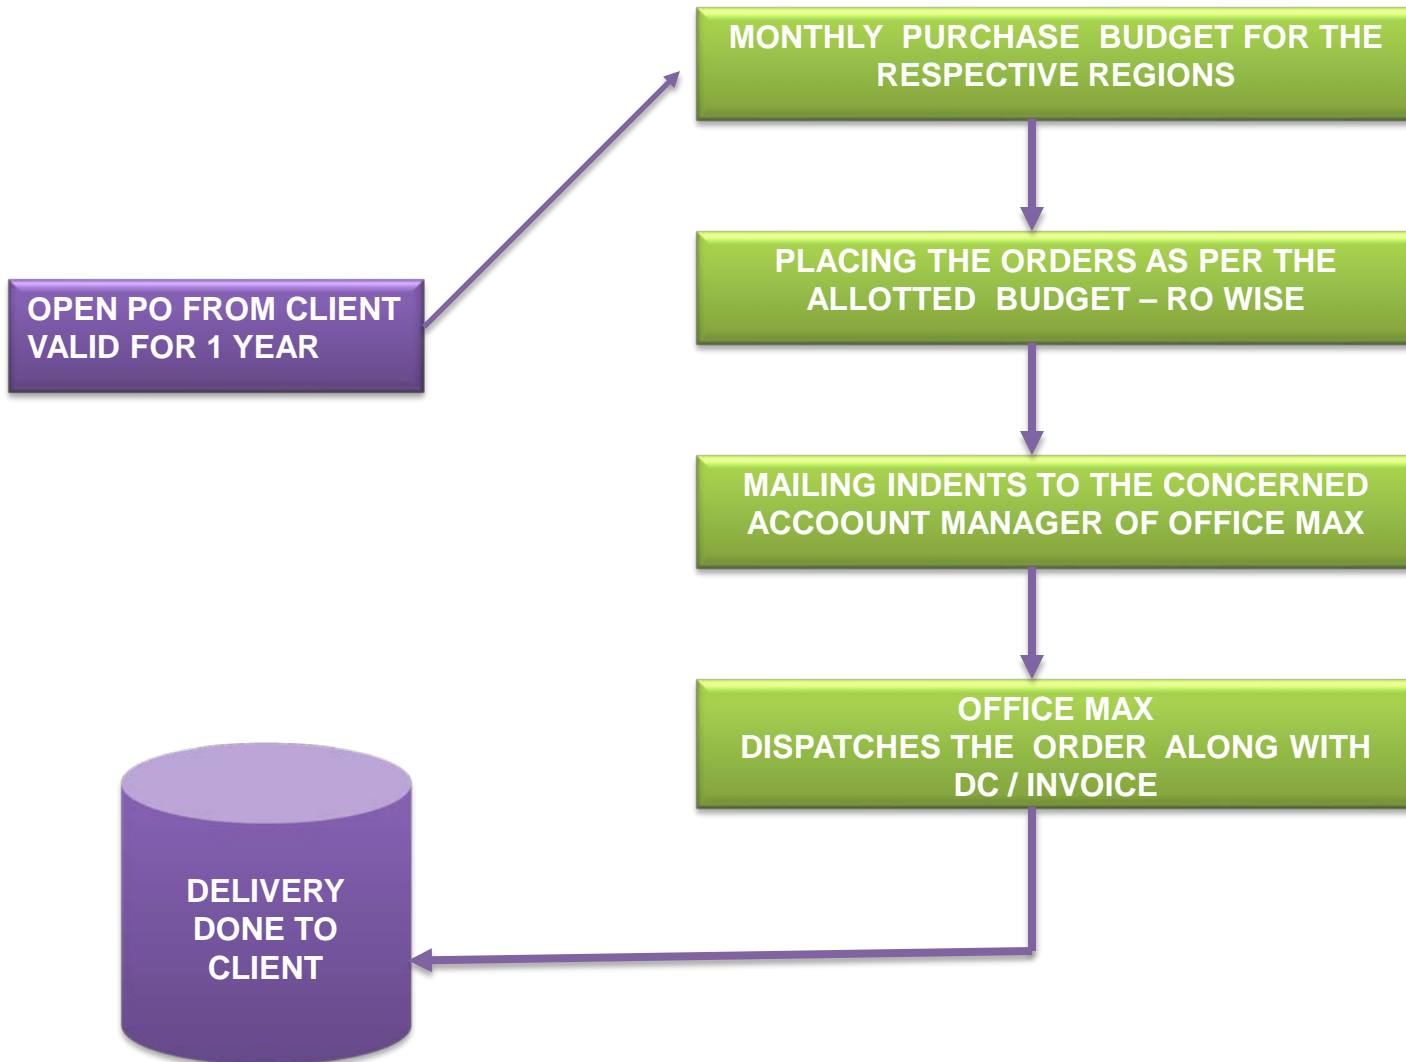 OPEN PO FROM CLIENT
VALID FOR 1 YEAR
MONTHLY PURCHASE BUDGET FOR THE
RESPECTIVE REGIONS
PLACING THE ORDERS AS PER THE
ALLOTTED BUDGET – RO WISE
MAILING INDENTS TO THE CONCERNED
ACCOOUNT MANAGER OF OFFICE MAX
OFFICE MAX
DISPATCHES THE ORDER ALONG WITH
DC / INVOICE
DELIVERY
DONE TO
CLIENT